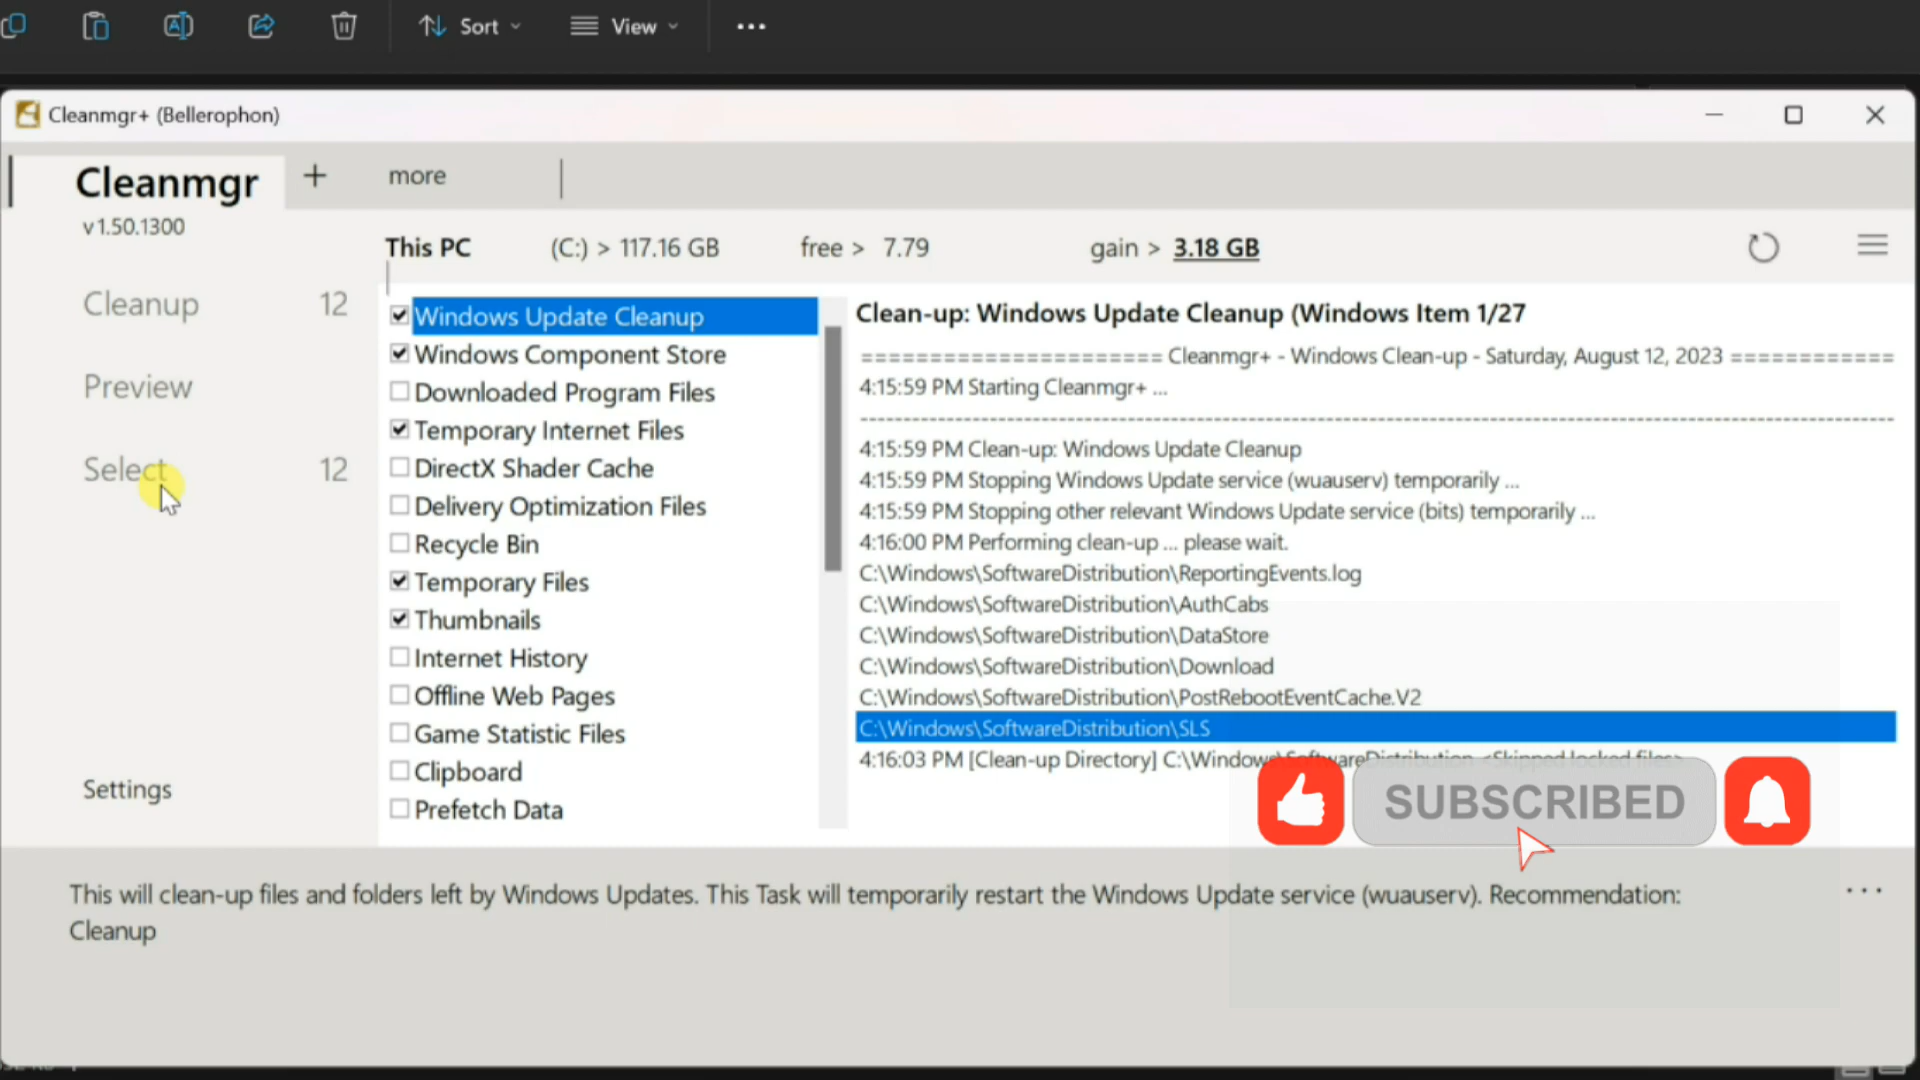 Sort
View
Cleanmgr+ (Bellerophon)
Cleanmgr
+
more
v1.50.1300
This PC (C:) > 117.16 GB free > 7.79 gain > 3.18 GB
Cleanup 12
Preview
Select 12
Settings
Windows Update Cleanup
Windows Component Store
Downloaded Program Files
Temporary Internet Files
DirectX Shader Cache
Delivery Optimization Files
Recycle Bin
Temporary Files
Thumbnails
Internet History
Offline Web Pages
Game Statistic Files
Clipboard
Prefetch Data
Clean-up: Windows Update Cleanup (Windows Item 1/27
====================== Cleanmgr+ - Windows Clean-up - Saturday, August 12, 2023 ============
4:15:59 PM Starting Cleanmgr+ ...
4:15:59 PM Clean-up: Windows Update Cleanup
4:15:59 PM Stopping Windows Update service (wuauserv) temporarily ...
4:15:59 PM Stopping other relevant Windows Update service (bits) temporarily ...
4:16:00 PM Performing clean-up ... please wait.
C:\Windows\SoftwareDistribution\ReportingEvents.log
C:\Windows\SoftwareDistribution\AuthCabs
C:\Windows\SoftwareDistribution\DataStore
C:\Windows\SoftwareDistribution\Download
C:\Windows\SoftwareDistribution\PostRebootEventCache.V2
C:\Windows\SoftwareDistribution\SLS
4:16:03 PM [Clean-up Directory] C:\Windows\SoftwareDistribution <Skipped locked files>
SUBSCRIBED
This will clean-up files and folders left by Windows Updates. This Task will temporarily restart the Windows Update service (wuauserv). Recommendation:
Cleanup